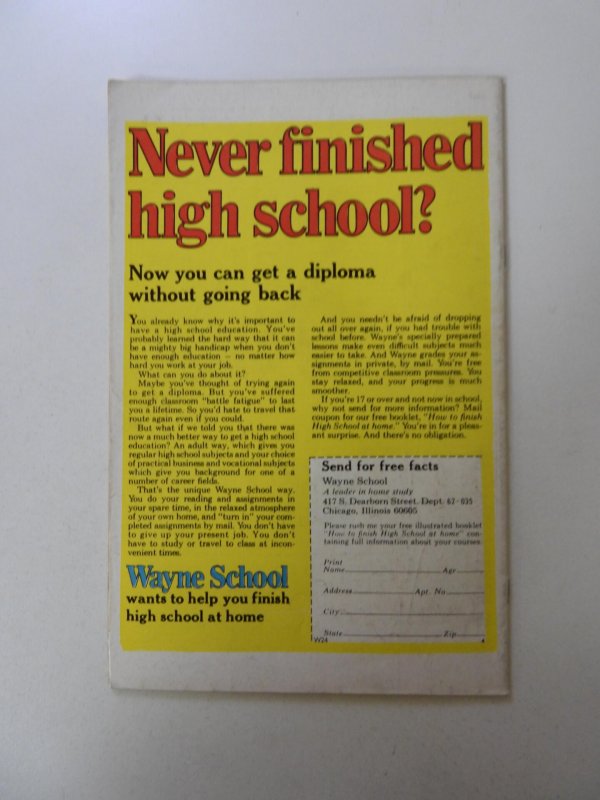 Never finished
high school?
Now you can get a diploma
without going back
You already know why it's important to
have a high school education. You've
probably learned the hard way that it can
be a mighty big handicap when you don't
have enough education — no matter how
hard you work at your job.
What can you do about it?
Maybe you've thought of trying again
to get a diploma. But you've suffered
enough classroom "battle fatigue" to last
you a lifetime. So you'd hate to travel that
route again even if you could.
But what if we told you that there was
now a much better way to get a high school
education? An adult way, which gives you
regular high school subjects and your choice
of practical business and vocational subjects
which give you background for one of a
number of career fields.
That's the unique Wayne School way.
You do your reading and assignments in
your spare time, in the relaxed atmosphere
of your own home, and "turn in" your com-
pleted assignments by mail. You don't have
to give up your present job. You don't
have to study or travel to class at incon-
venient times.
Wayne School
wants to help you finish
high school at home
And you needn't be afraid of dropping
out all over again, if you had trouble with
school before. Wayne's specially prepared
lessons make even difficult subjects much
easier to take. And Wayne grades your as-
signments in private, by mail. You're free
from competitive classroom pressures. You
stay relaxed, and your progress is much
smoother.
If you're 17 or over and not now in school,
why not send for more information? Mail
coupon for our free booklet, "How to finish
High School at home." You're in for a pleas-
ant surprise. And there's no obligation.
Send for free facts
Wayne School
A leader in home study
417 S. Dearborn Street, Dept. 62-035
Chicago, Illinois 60605
Please rush me your free illustrated booklet
"How to finish High School at home" con-
taining full information about your courses.
Print
Name Age
Address Apt. No.
City
State Zip
W24 4